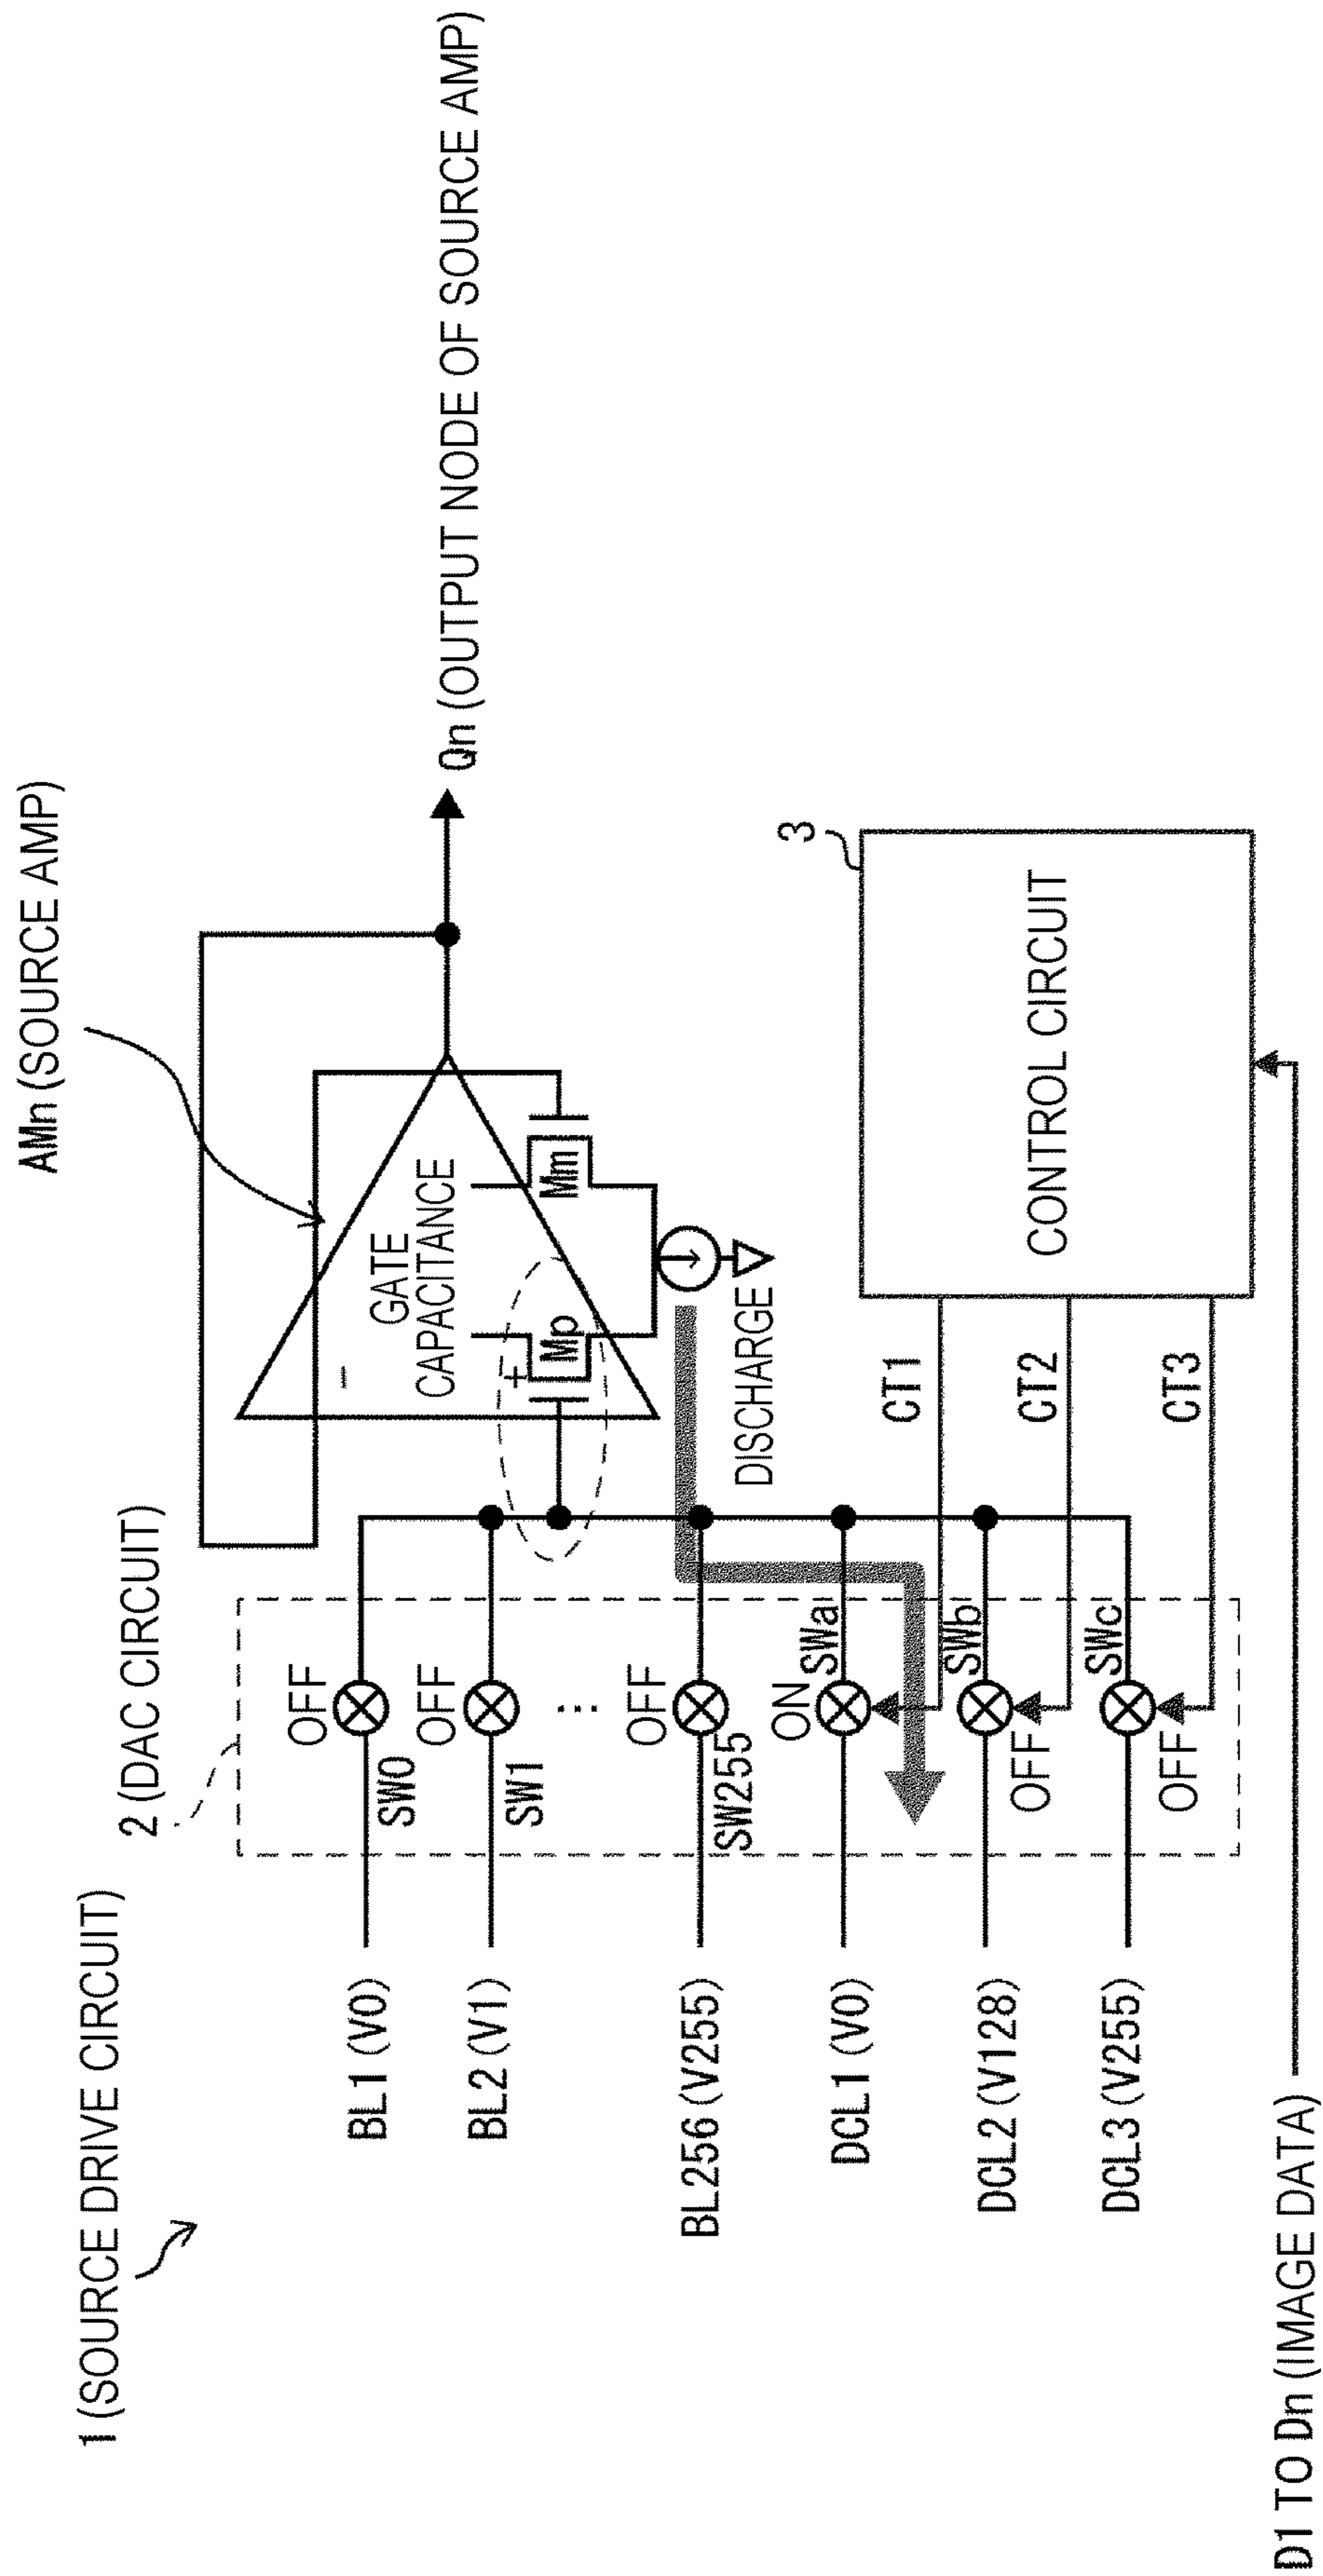 1 (SOURCE DRIVE CIRCUIT)
2 (DAC CIRCUIT)
AMn (SOURCE AMP)
BL1 (V0)
SW0
OFF
BL2 (V1)
SW1
OFF
BL256 (V255)
SW255
OFF
DCL1 (V0)
ON
SWa
DCL2 (V128)
OFF
SWb
DCL3 (V255)
OFF
SWc
-
GATE
CAPACITANCE
+
Mp
Mm
DISCHARGE
Qn (OUTPUT NODE OF SOURCE AMP)
CT1
CT2
CT3
3
CONTROL CIRCUIT
D1 TO Dn (IMAGE DATA)